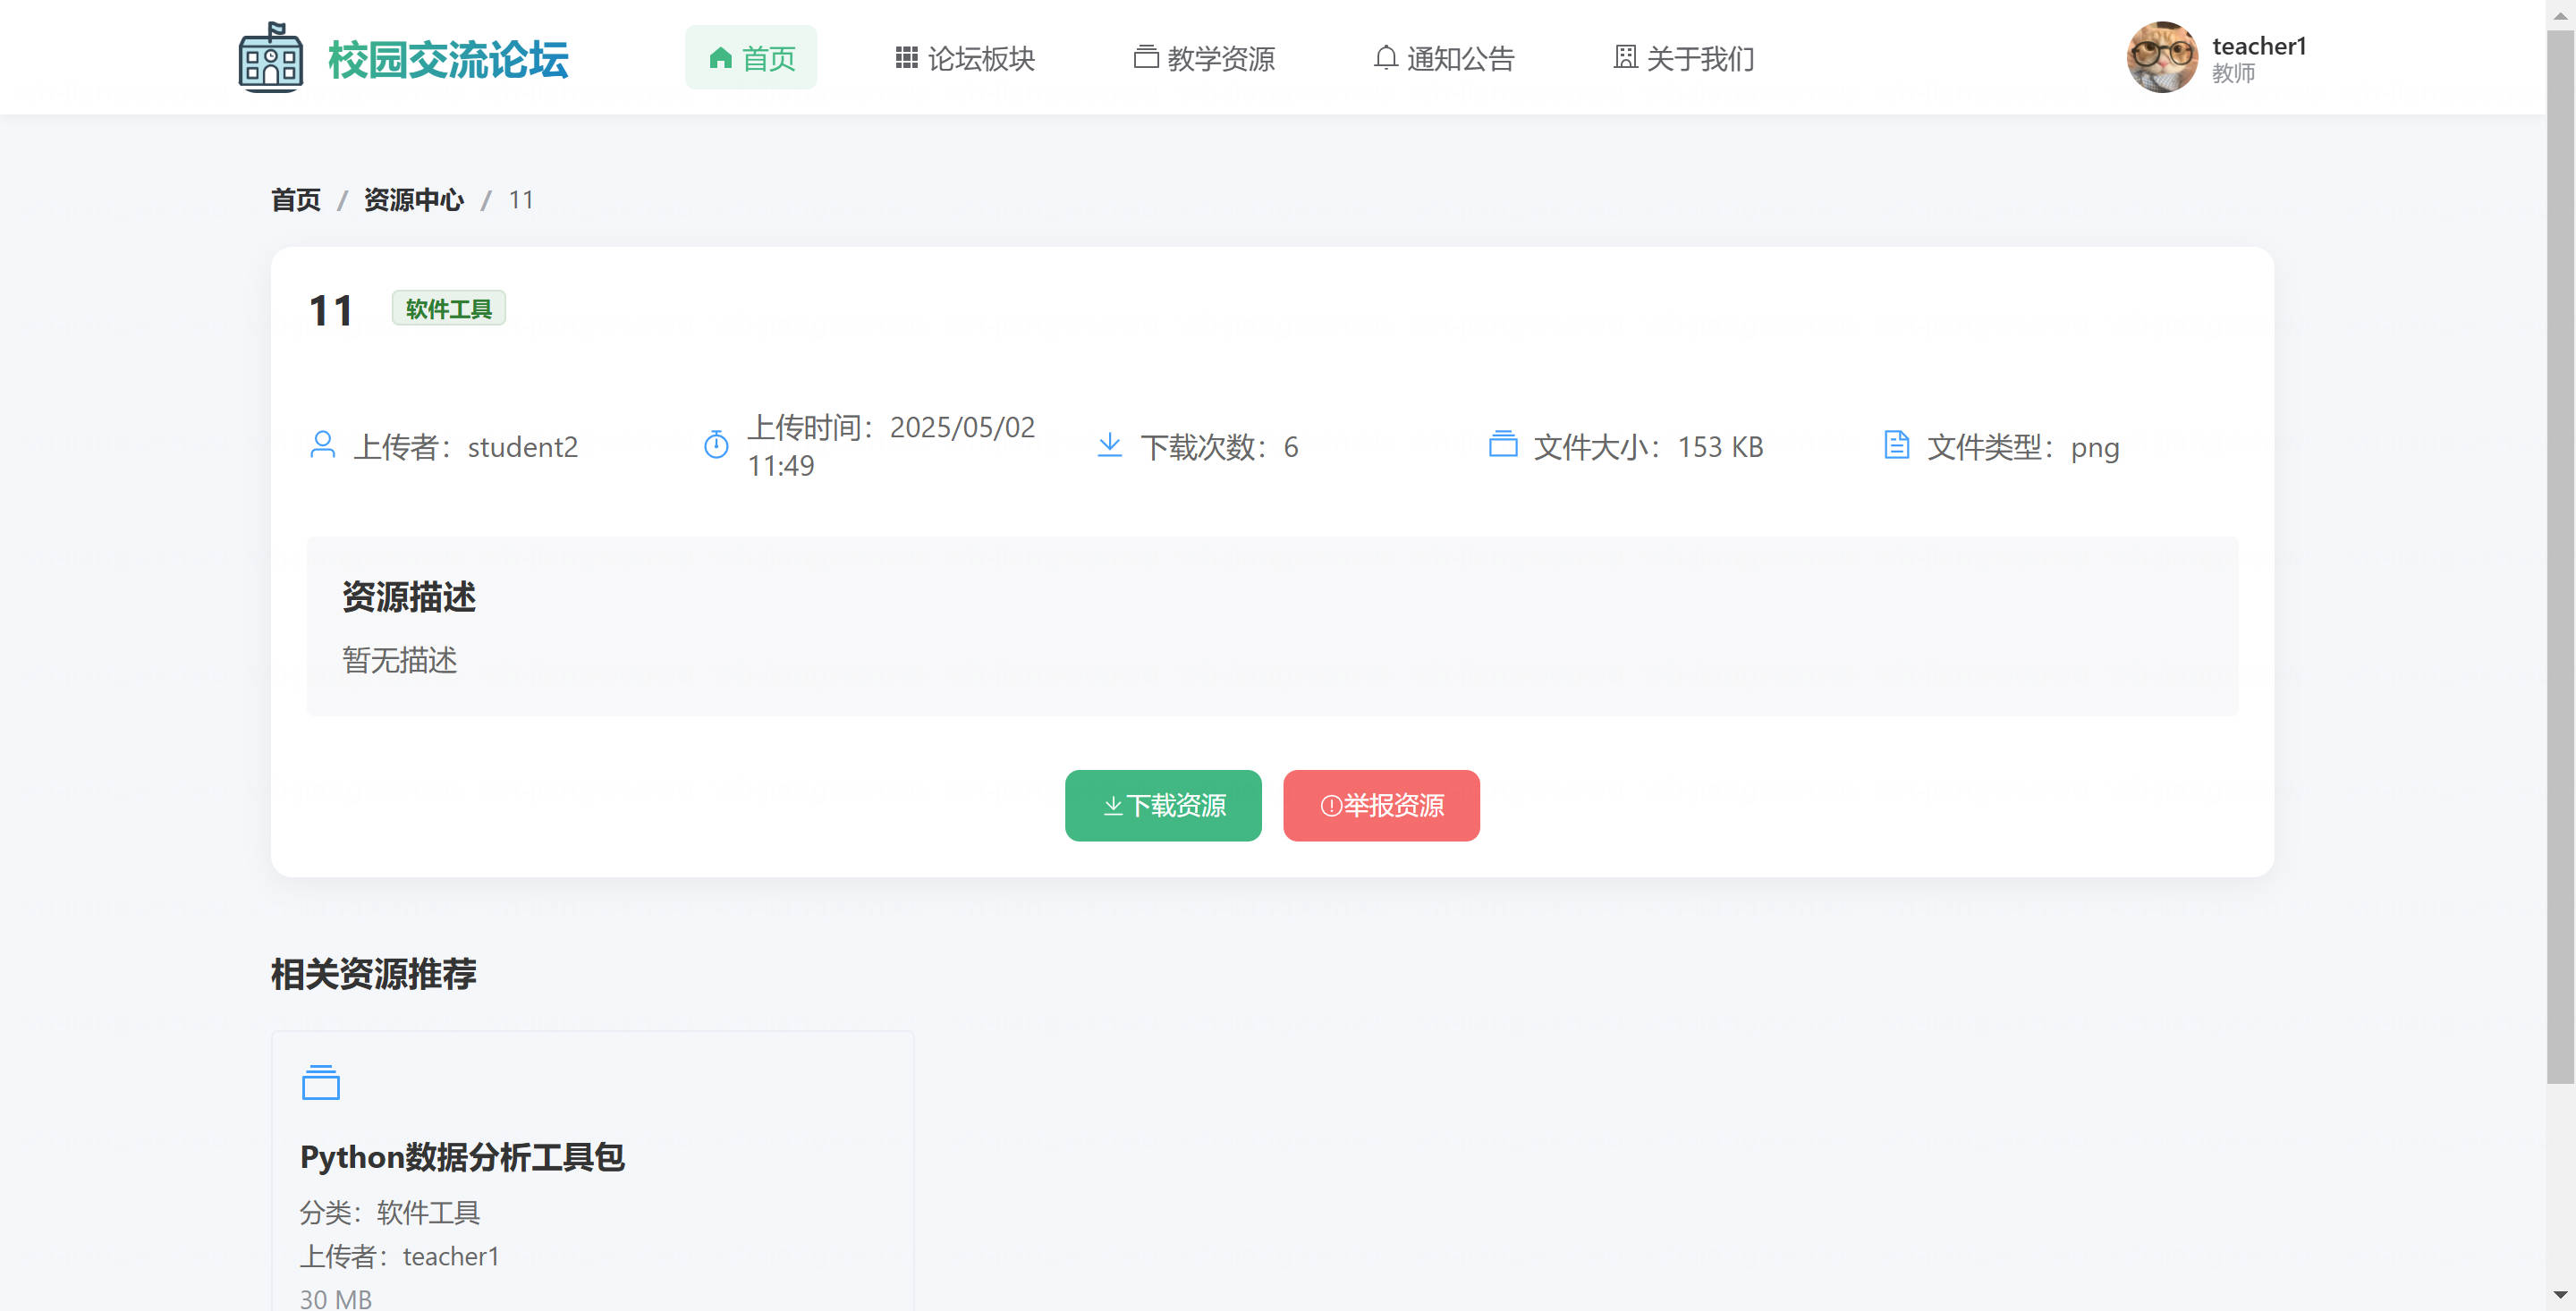 校园交流论坛
首页
论坛板块
教学资源
通知公告
关于我们
teacher1
教师
首页 / 资源中心 / 11
11
软件工具
上传者：student2
上传时间：2025/05/02
11:49
下载次数：6
文件大小：153 KB
文件类型：png
资源描述
暂无描述
下载资源
举报资源
相关资源推荐
Python数据分析工具包
分类：软件工具
上传者：teacher1
30 MB